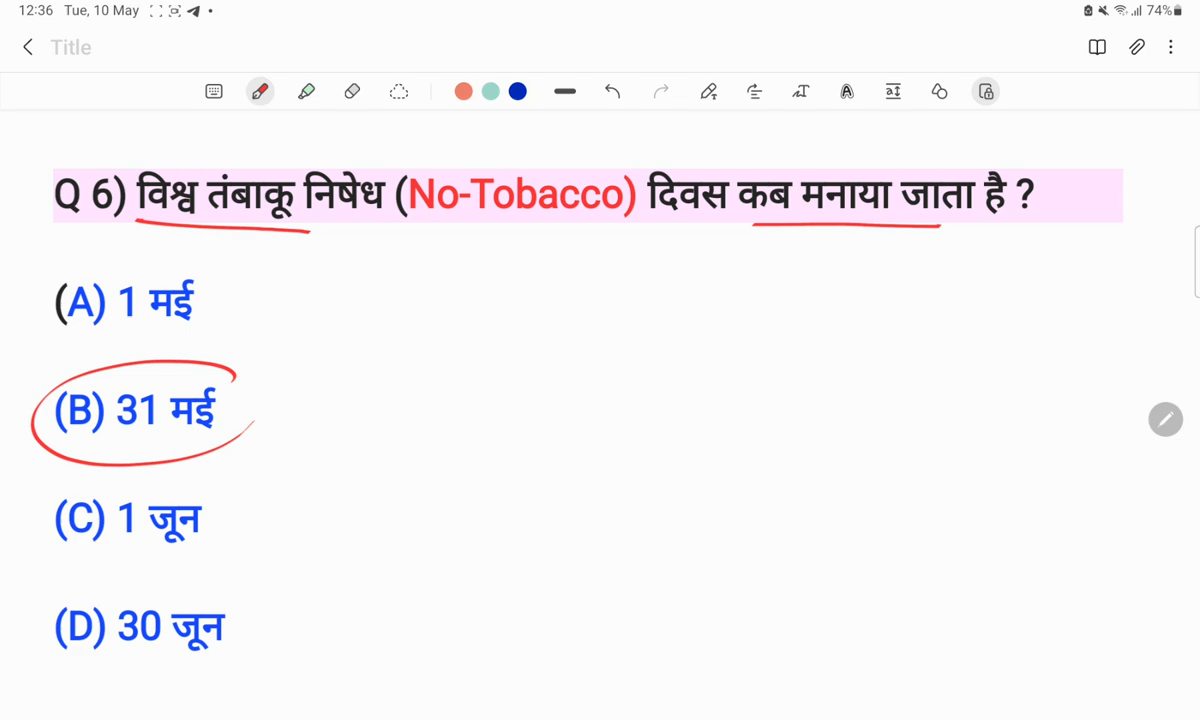 12:36 Tue, 10 May 74%
Title
Q 6) विश्व तंबाकू निषेध (No-Tobacco) दिवस कब मनाया जाता है ?
(A) 1 मई
(B) 31 मई
(C) 1 जून
(D) 30 जून